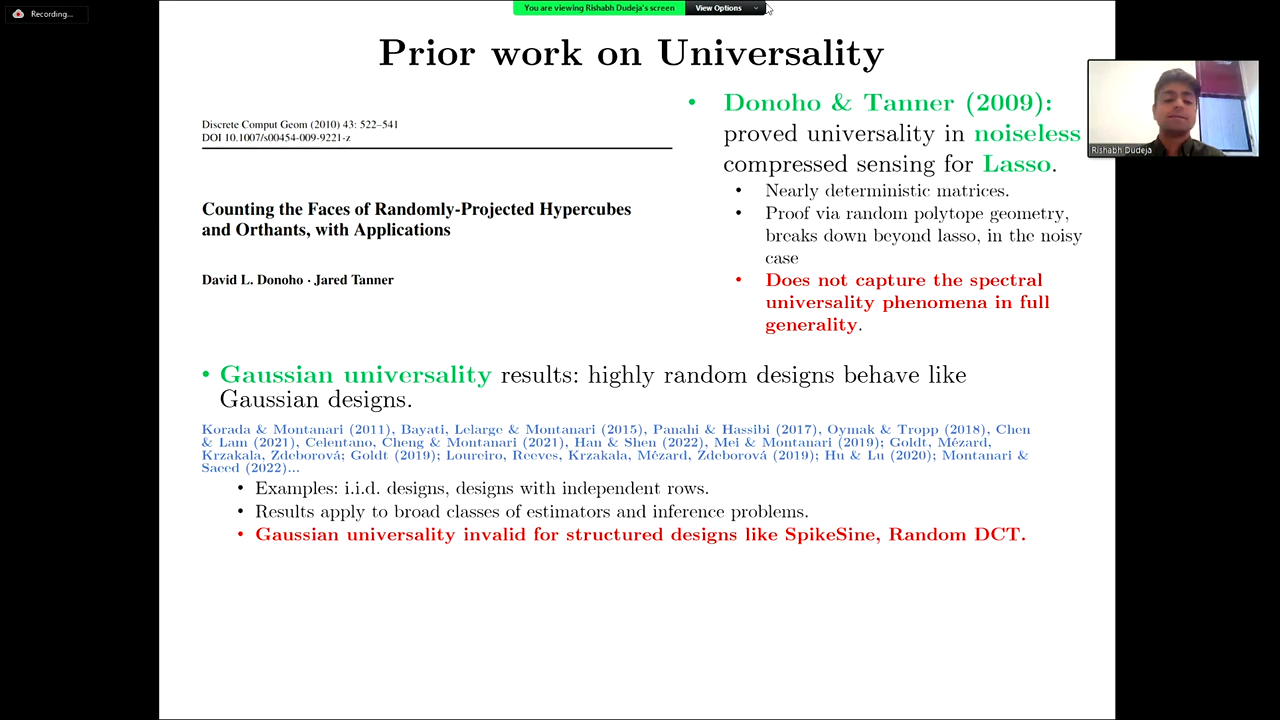 Recording...
You are viewing Rishabh Dudeja's screen
View Options
Prior work on Universality
Discrete Comput Geom (2010) 43: 522–541
DOI 10.1007/s00454-009-9221-z
Counting the Faces of Randomly-Projected Hypercubes
and Orthants, with Applications
David L. Donoho · Jared Tanner
• Donoho & Tanner (2009):
proved universality in noiseless
compressed sensing for Lasso.
• Nearly deterministic matrices.
• Proof via random polytope geometry,
breaks down beyond lasso, in the noisy
case
• Does not capture the spectral
universality phenomena in full
generality.
Rishabh Dudeja
• Gaussian universality results: highly random designs behave like
Gaussian designs.
Korada & Montanari (2011), Bayati, Lelarge & Montanari (2015), Panahi & Hassibi (2017), Oymak & Tropp (2018), Chen
& Lam (2021), Celentano, Cheng & Montanari (2021), Han & Shen (2022), Mei & Montanari (2019); Goldt, Mézard,
Krzakala, Zdeborová; Goldt (2019); Loureiro, Reeves, Krzakala, Mézard, Zdeborová (2019); Hu & Lu (2020); Montanari &
Saeed (2022)...
• Examples: i.i.d. designs, designs with independent rows.
• Results apply to broad classes of estimators and inference problems.
• Gaussian universality invalid for structured designs like SpikeSine, Random DCT.